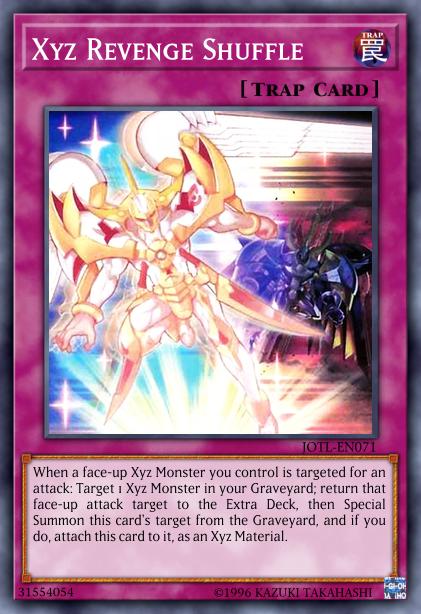 XYZ REVENGE SHUFFLE
TRAP
罠
[TRAP CARD]
JOTL-EN071
When a face-up Xyz Monster you control is targeted for an
attack: Target 1 Xyz Monster in your Graveyard; return that
face-up attack target to the Extra Deck, then Special
Summon this card's target from the Graveyard, and if you
do, attach this card to it, as an Xyz Material.
31554054
©1996 KAZUKI TAKAHASHI